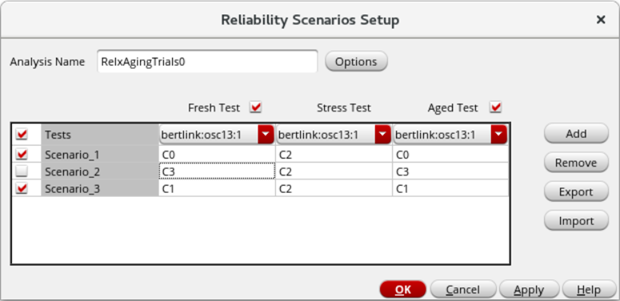 Reliability Scenarios Setup
Analysis Name RelxAgingTrials0 Options
Fresh Test Stress Test Aged Test
Tests bertlink:osc13:1 bertlink:osc13:1 bertlink:osc13:1 Add
Scenario_1 C0 C2 C0
Scenario_2 C3 C2 C3 Remove
Scenario_3 C1 C2 C1 Export
Import
OK Cancel Apply Help